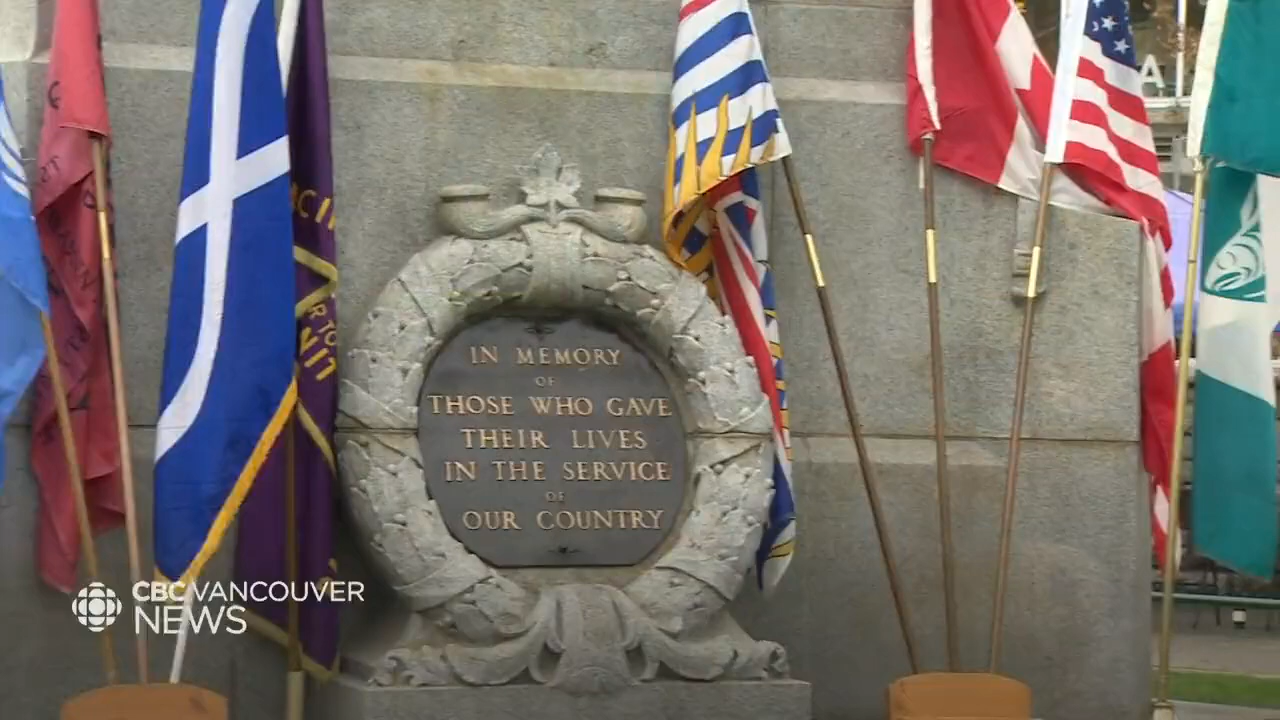 IN MEMORY
OF
THOSE WHO GAVE
THEIR LIVES
IN THE SERVICE
OF
OUR COUNTRY
CBC VANCOUVER
NEWS